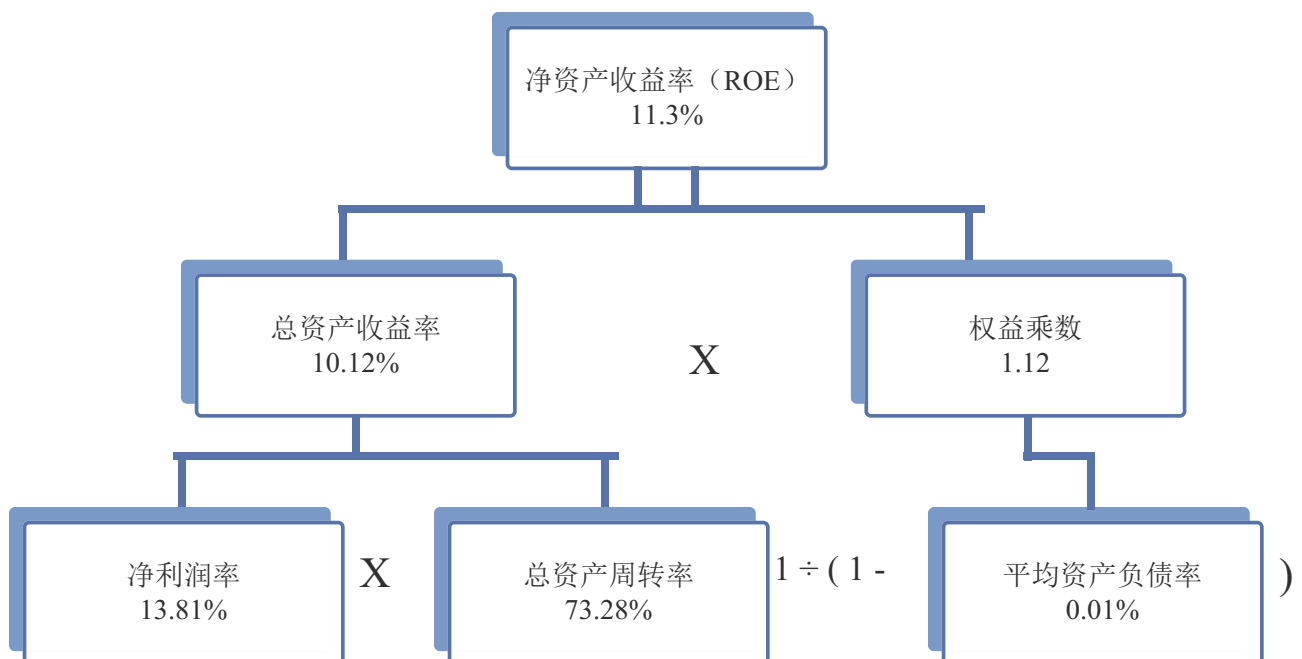 净资产收益率（ROE）
11.3%
总资产收益率
10.12%
X
权益乘数
1.12
净利润率
13.81%
X
总资产周转率
73.28%
1 ÷ ( 1 -
平均资产负债率
0.01%
)